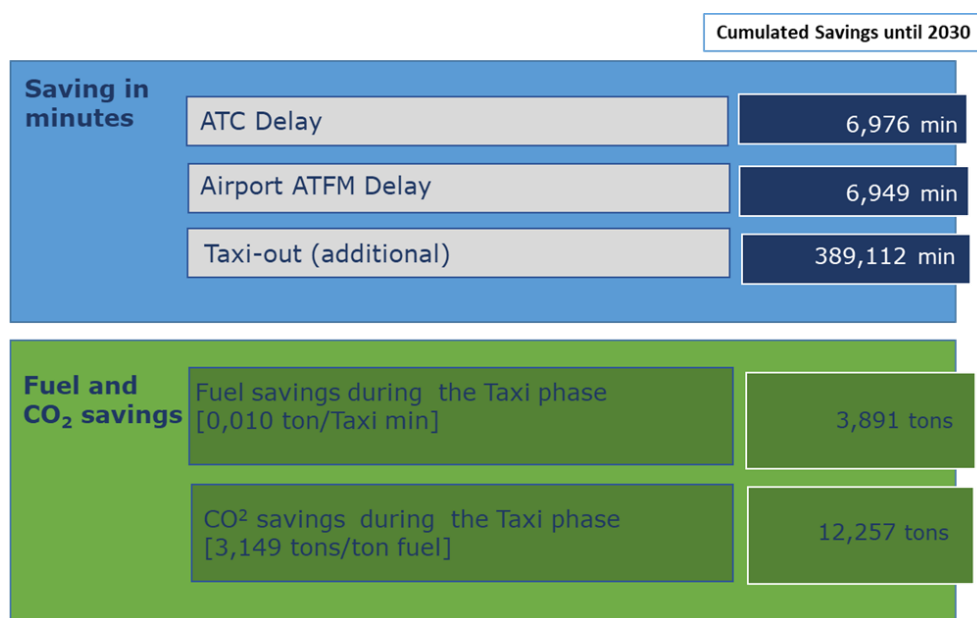 Cumulated Savings until 2030
Saving in
minutes
ATC Delay
6,976 min
Airport ATFM Delay
6,949 min
Taxi-out (additional)
389,112 min
Fuel and
CO₂ savings
Fuel savings during the Taxi phase
[0,010 ton/Taxi min]
3,891 tons
CO² savings during the Taxi phase
[3,149 tons/ton fuel]
12,257 tons